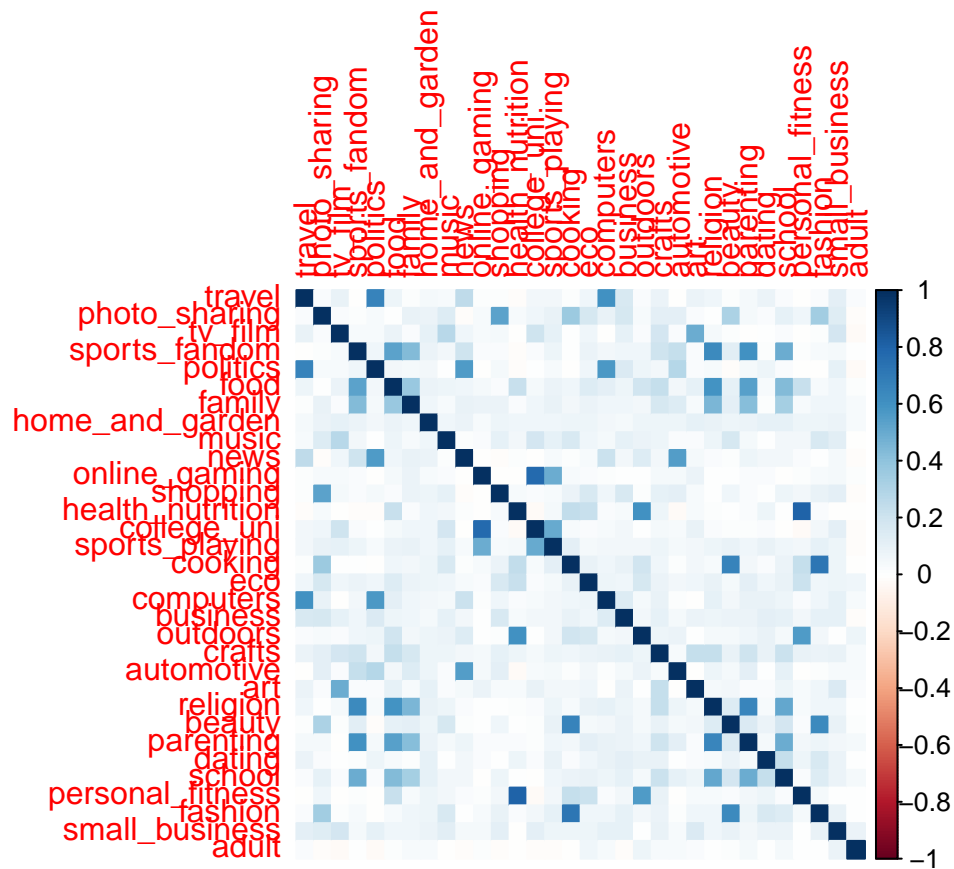 travel
photo_sharing
tv_film
sports_fandom
politics
food
family
home_and_garden
music
news
online_gaming
shopping
health_nutrition
college_uni
sports_playing
cooking
eco
computers
business
outdoors
crafts
automotive
art
religion
beauty
parenting
dating
school
personal_fitness
fashion
small_business
adult
travel
photo_sharing
tv_film
sports_fandom
politics
food
family
home_and_garden
music
news
online_gaming
shopping
health_nutrition
college_uni
sports_playing
cooking
eco
computers
business
outdoors
crafts
automotive
art
religion
beauty
parenting
dating
school
personal_fitness
fashion
small_business
adult
1
0.8
0.6
0.4
0.2
0
−0.2
−0.4
−0.6
−0.8
−1